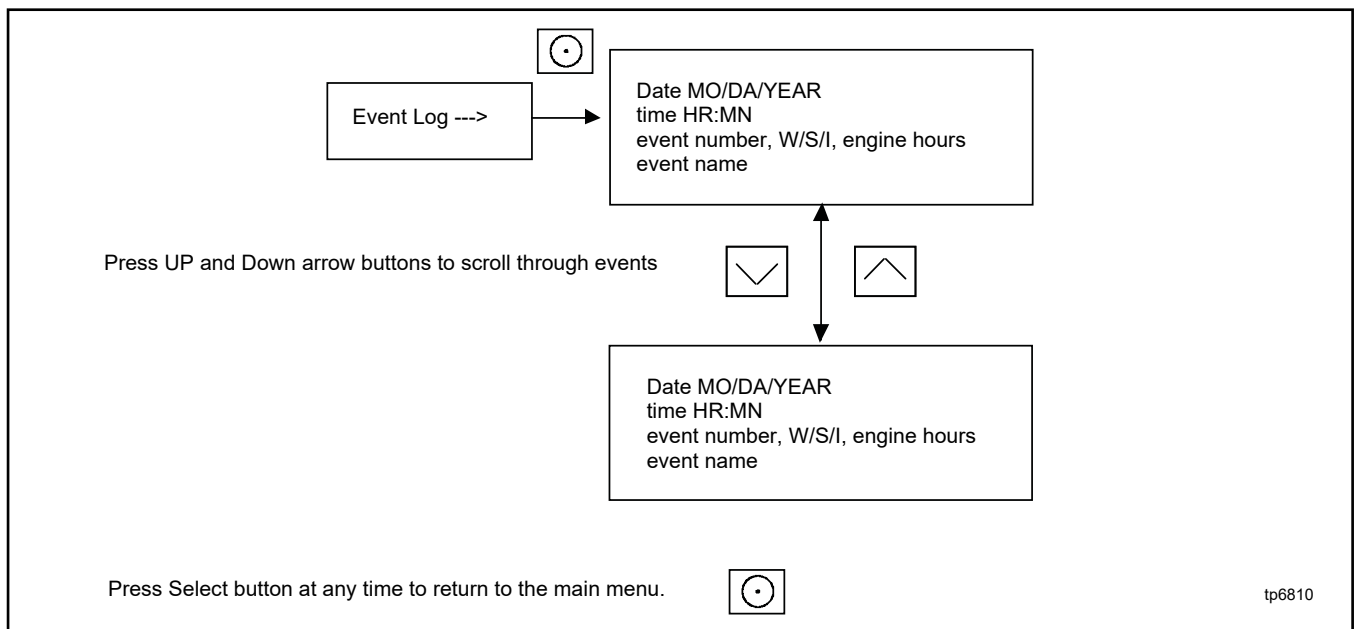 Event Log --->
Date MO/DA/YEAR
time HR:MN
event number, W/S/I, engine hours
event name
Press UP and Down arrow buttons to scroll through events
Date MO/DA/YEAR
time HR:MN
event number, W/S/I, engine hours
event name
Press Select button at any time to return to the main menu.
tp6810